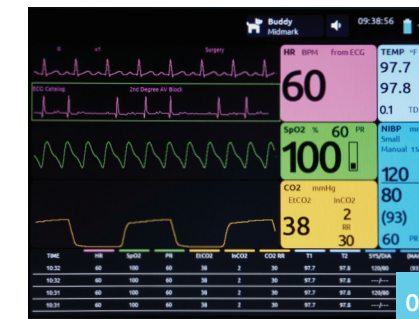 Buddy
Midmark
09:38:56
II
Surgery
HR BPM from ECG
60
TEMP °F
97.7
97.8
0.1 TD
ECG Catalog
2nd Degree AV Block
SpO2 % 60 PR
100
NIBP
Small
Manual
120
80
(93)
60 PR
CO2 mmHg
EtCO2 InCO2
38
2
RR
30
TIME HR SpO2 PR EtCO2 InCO2 CO2 RR T1 T2 SYS/DIA
10:32 60 100 60 38 2 30 97.7 97.8 120/80 (93)
10:32 60 100 60 38 2 30 97.7 97.8 ---/---
10:31 60 100 60 38 2 30 97.7 97.8 120/80
10:31 60 100 60 38 2 30 97.7 97.8 ---/---